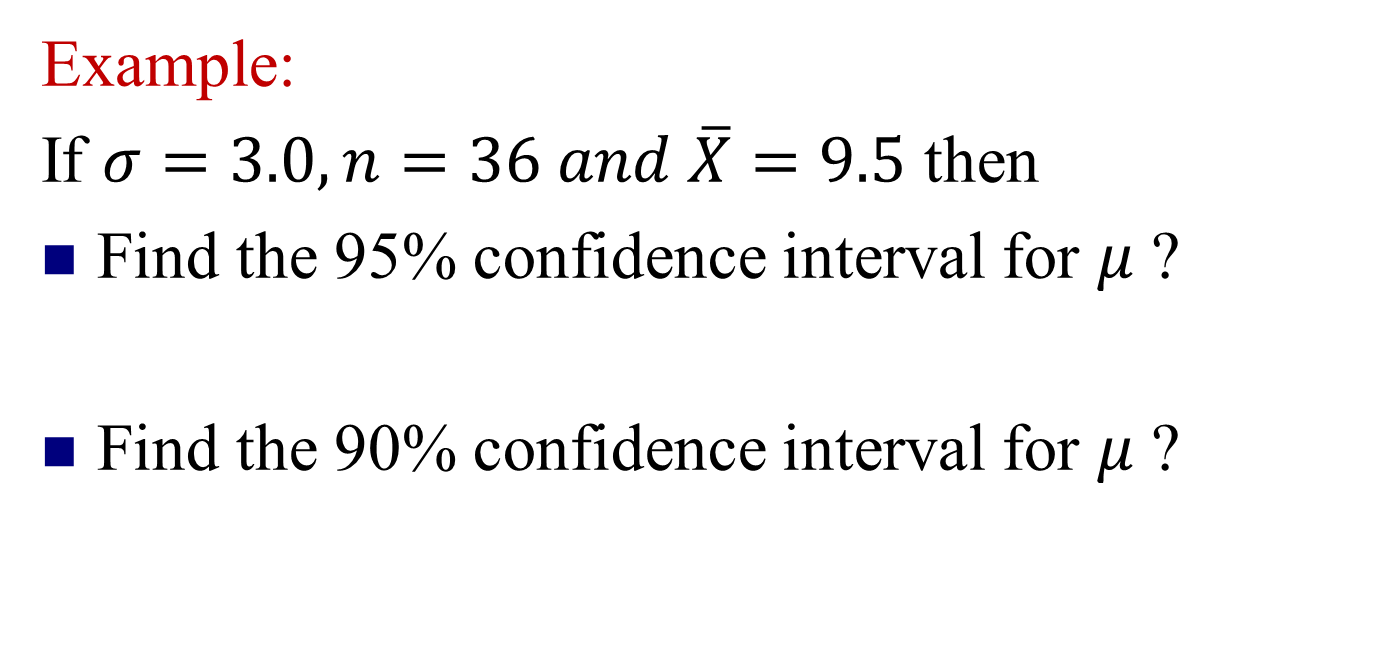 Example:
If σ = 3.0, n = 36 and X̄ = 9.5 then
■ Find the 95% confidence interval for μ ?
■ Find the 90% confidence interval for μ ?